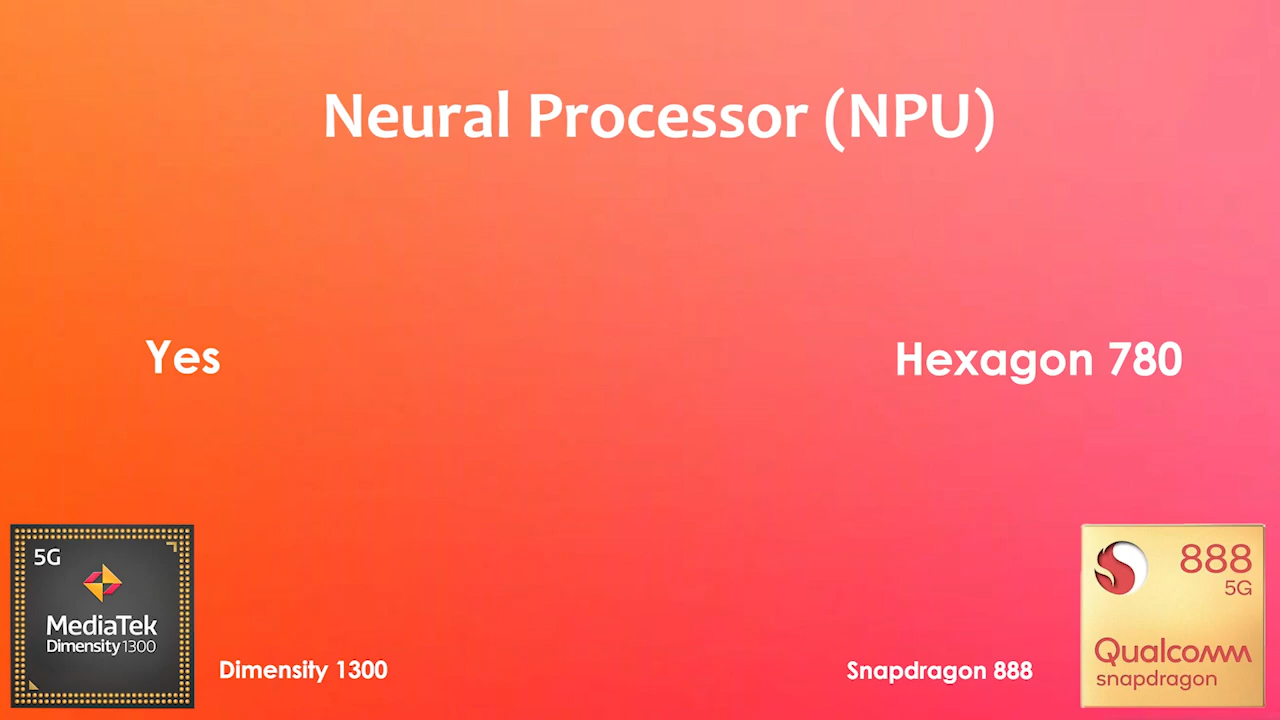 Neural Processor (NPU)
Yes
Hexagon 780
5G
MediaTek
Dimensity 1300
Dimensity 1300
Snapdragon 888
888
5G
Qualcomm
snapdragon